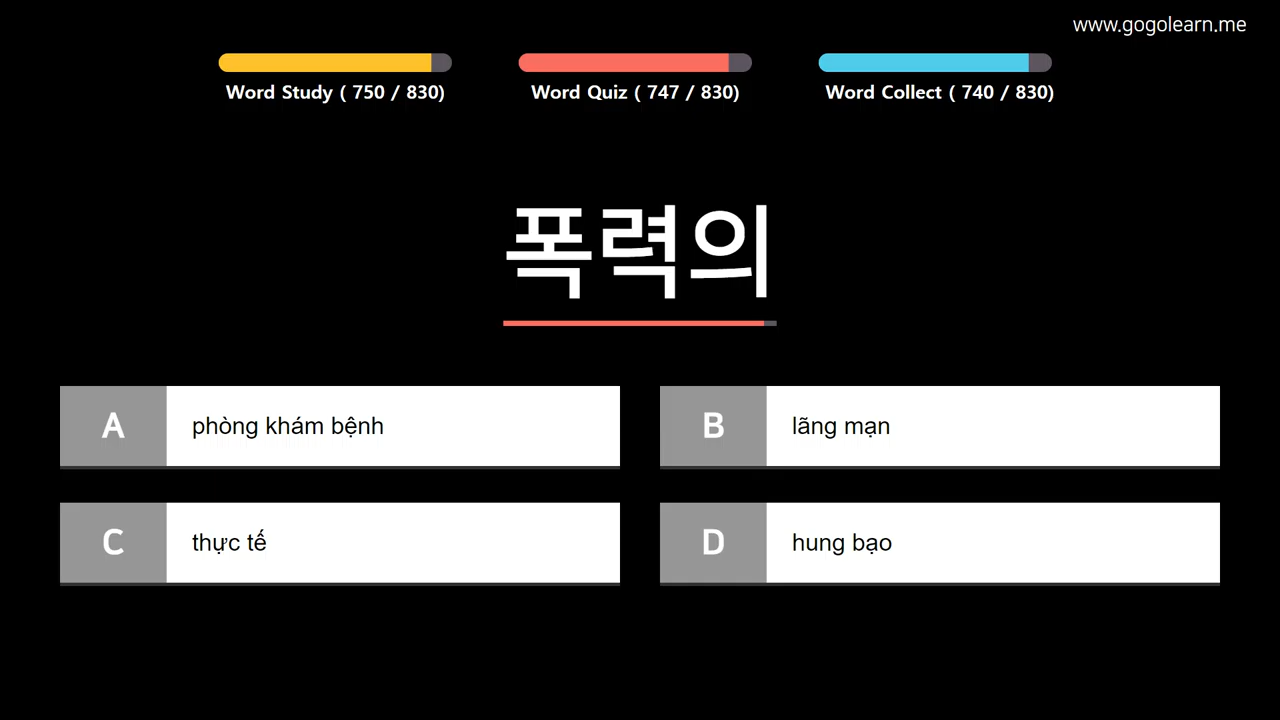 www.gogolearn.me
Word Study ( 750 / 830)
Word Quiz ( 747 / 830)
Word Collect ( 740 / 830)
폭력의
A phòng khám bệnh
B lãng mạn
C thực tế
D hung bạo